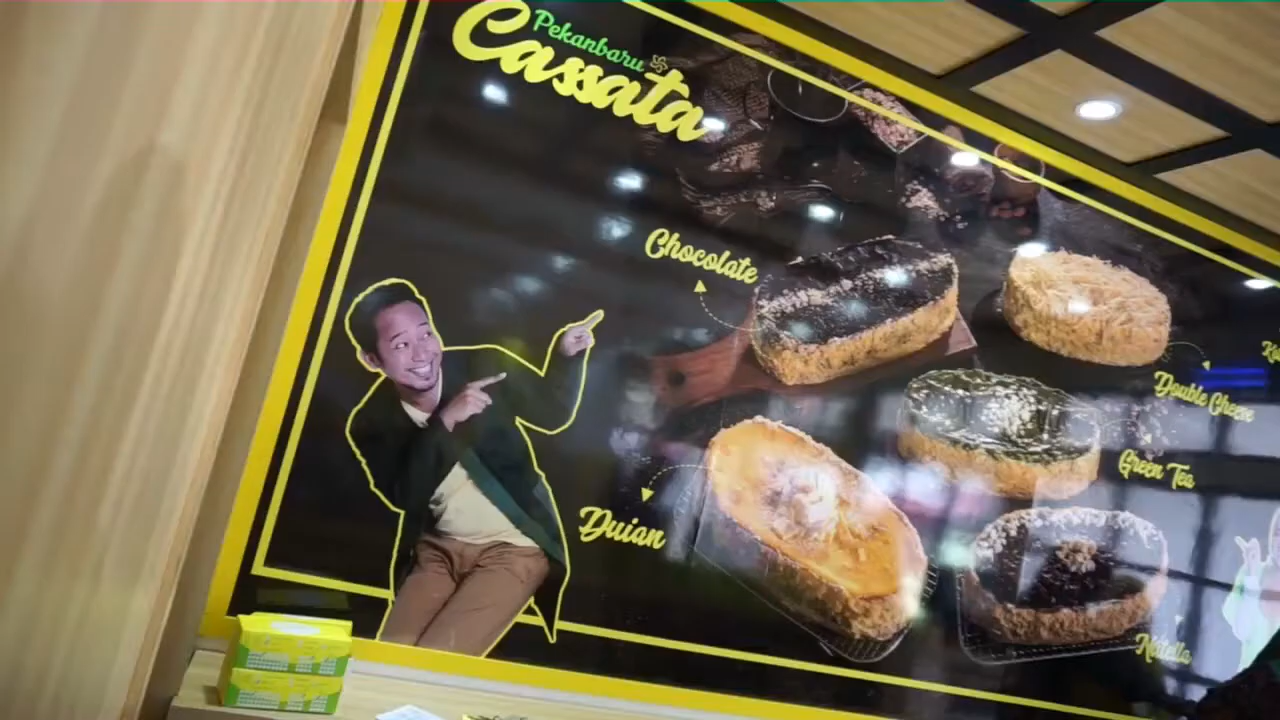 Pekanbaru
Cassata
Chocolate
Double Cheese
Green Tea
Duian
Nutella